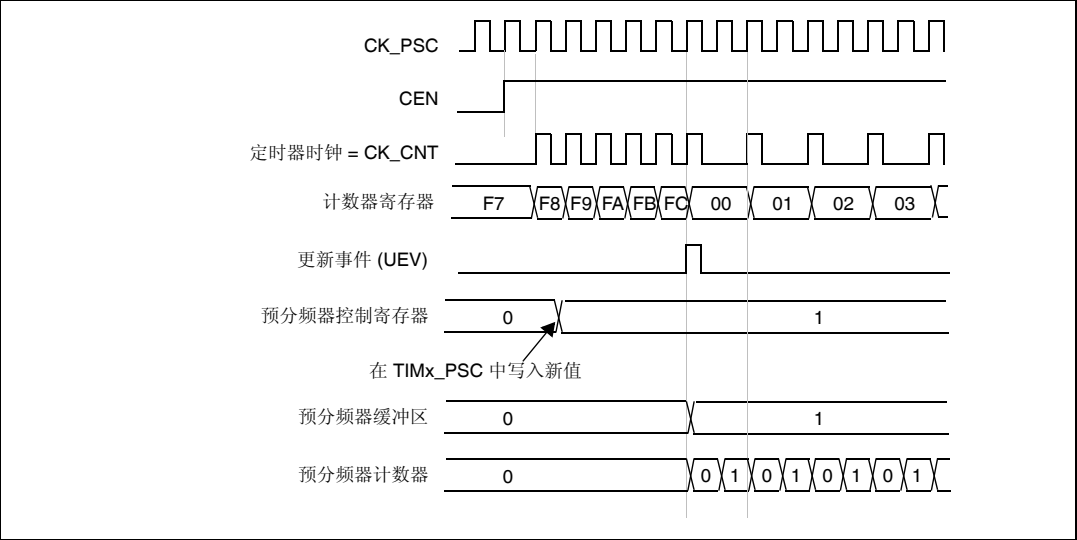 CK_PSC
CEN
定时器时钟 = CK_CNT
计数器寄存器 F7 F8 F9 FA FB FC 00 01 02 03
更新事件 (UEV)
预分频器控制寄存器 0 1
在 TIMx_PSC 中写入新值
预分频器缓冲区 0 1
预分频器计数器 0 0 1 0 1 0 1 0 1